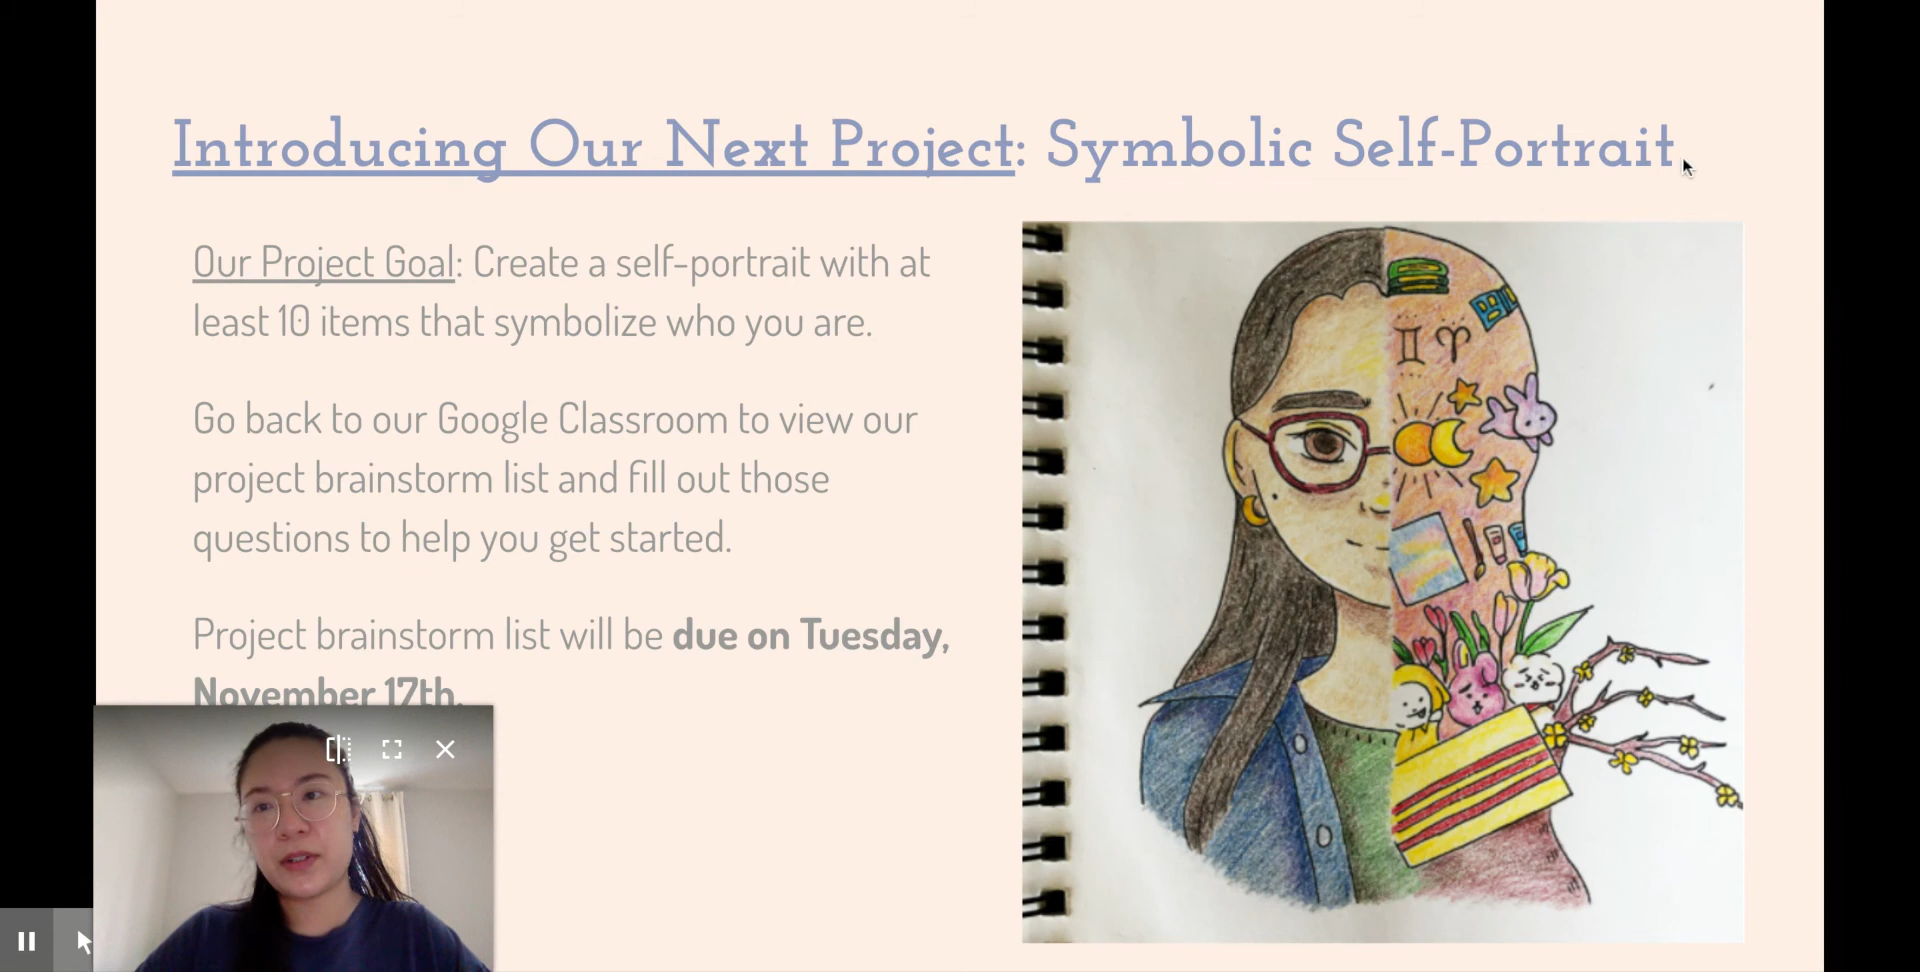 Introducing Our Next Project: Symbolic Self-Portrait
Our Project Goal: Create a self-portrait with at
least 10 items that symbolize who you are.
Go back to our Google Classroom to view our
project brainstorm list and fill out those
questions to help you get started.
Project brainstorm list will be due on Tuesday,
November 17th.